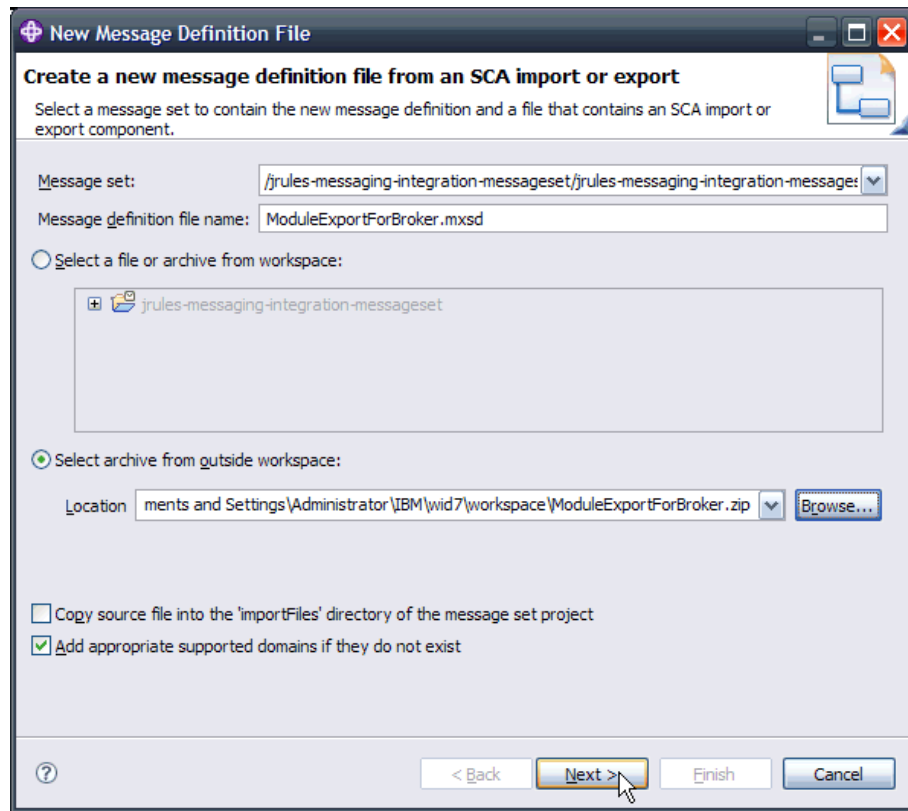 New Message Definition File
Create a new message definition file from an SCA import or export
Select a message set to contain the new message definition and a file that contains an SCA import or
export component.
Message set: /jrules-messaging-integration-messageset/jrules-messaging-integration-message:
Message definition file name: ModuleExportForBroker.mxsd
Select a file or archive from workspace:
jrules-messaging-integration-messageset
Select archive from outside workspace:
Location ments and Settings\Administrator\IBM\wid7\workspace\ModuleExportForBroker.zip Browse...
Copy source file into the 'importFiles' directory of the message set project
Add appropriate supported domains if they do not exist
< Back Next > Finish Cancel